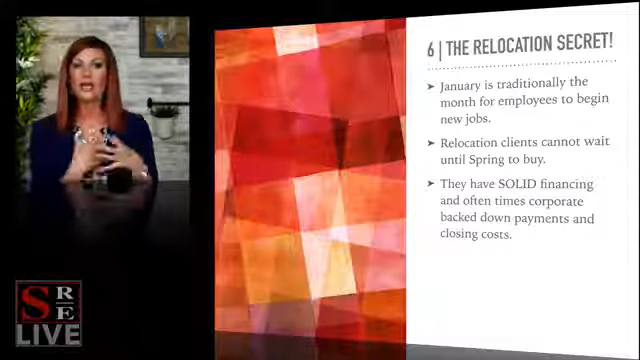 6 | THE RELOCATION SECRET!
➤ January is traditionally the
month for employees to begin
new jobs.
➤ Relocation clients cannot wait
until Spring to buy.
➤ They have SOLID financing
and often times corporate
backed down payments and
closing costs.
S R E
LIVE